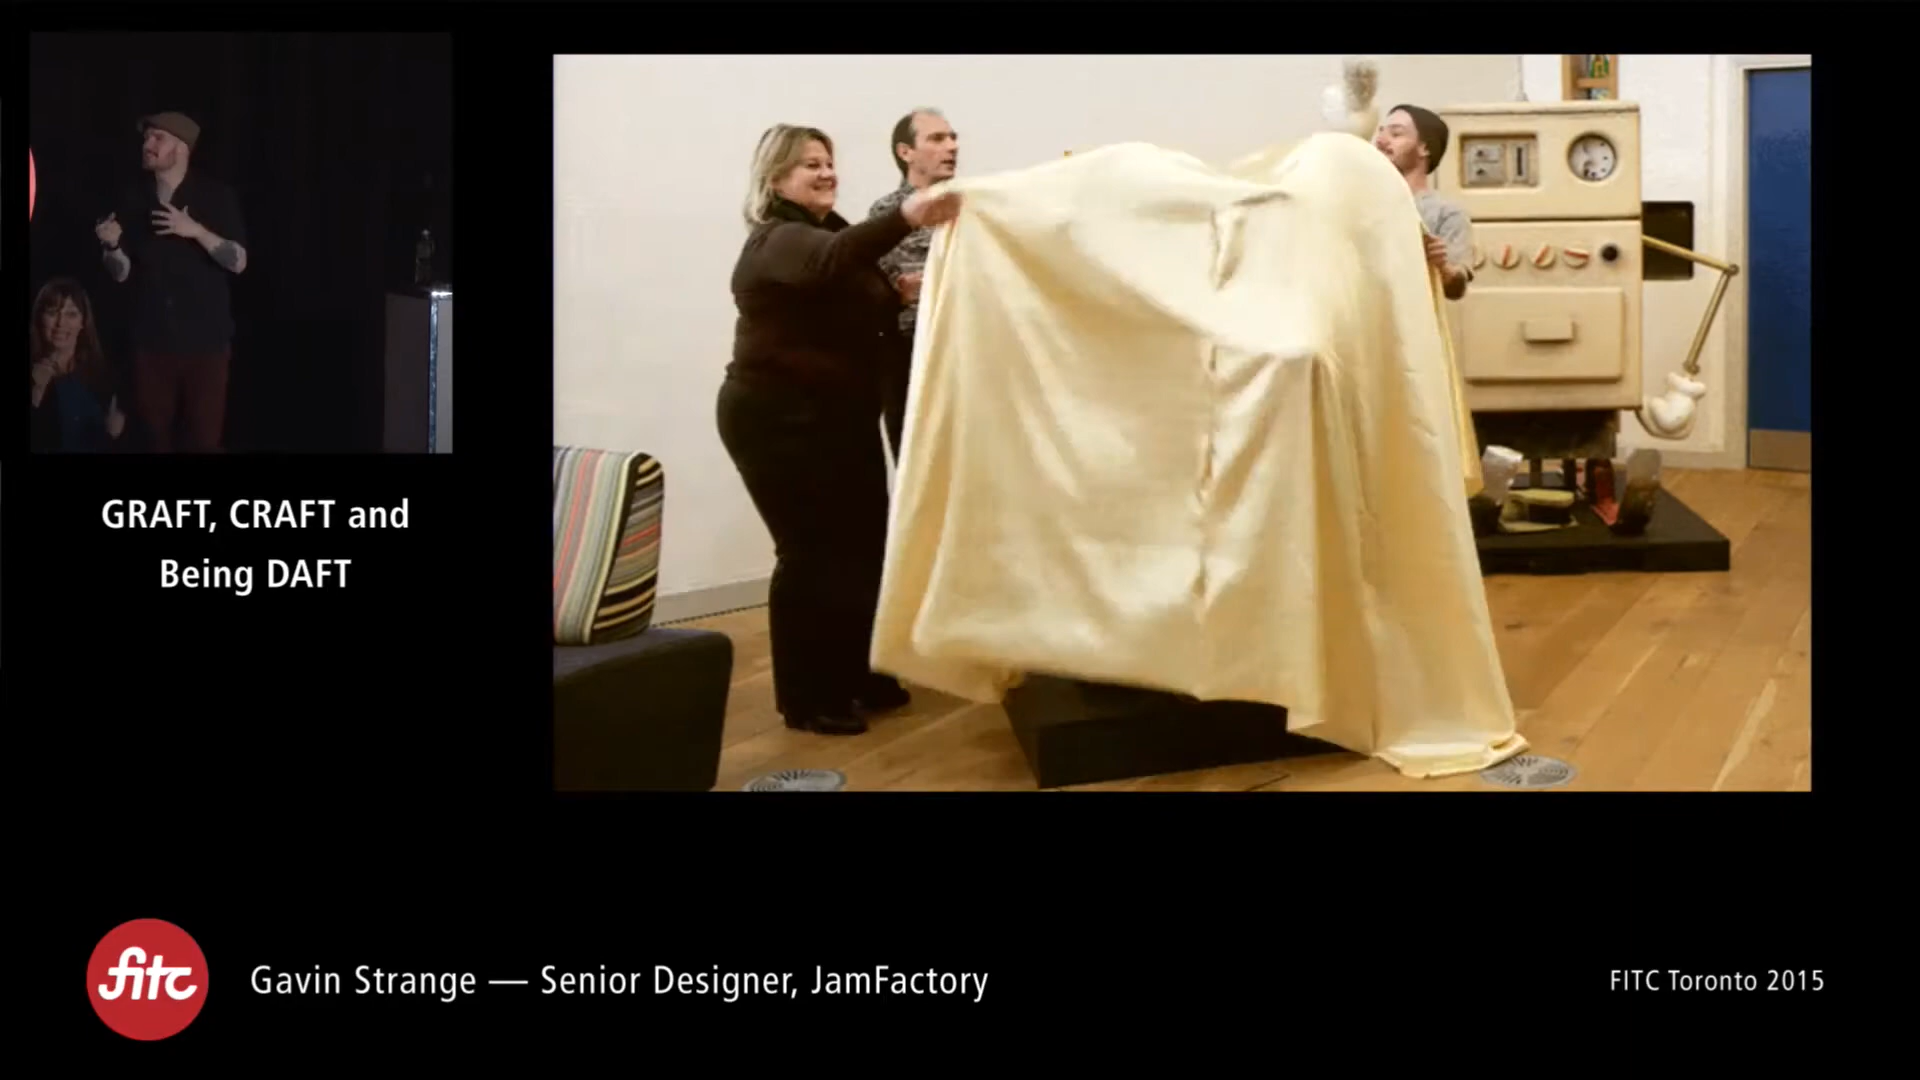 GRAFT, CRAFT and
Being DAFT
fitc
Gavin Strange — Senior Designer, JamFactory
FITC Toronto 2015